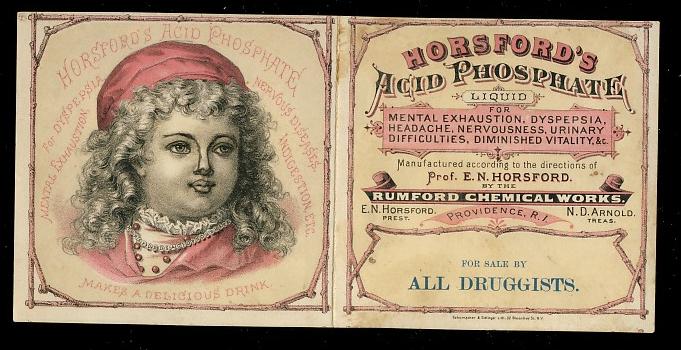 HORSFORD'S ACID PHOSPHATE
FOR DYSPEPSIA
MENTAL EXHAUSTION
NERVOUS DISEASES,
INDIGESTION, ETC.
MAKES A DELICIOUS DRINK.
HORSFORD'S
ACID PHOSPHATE
LIQUID
FOR
MENTAL EXHAUSTION, DYSPEPSIA,
HEADACHE, NERVOUSNESS, URINARY
DIFFICULTIES, DIMINISHED VITALITY, &c.
Manufactured according to the directions of
Prof. E.N. HORSFORD.
BY THE
RUMFORD CHEMICAL WORKS.
E.N. HORSFORD. PREST.
PROVIDENCE, R.I.
N.D. ARNOLD. TREAS.
FOR SALE BY
ALL DRUGGISTS.